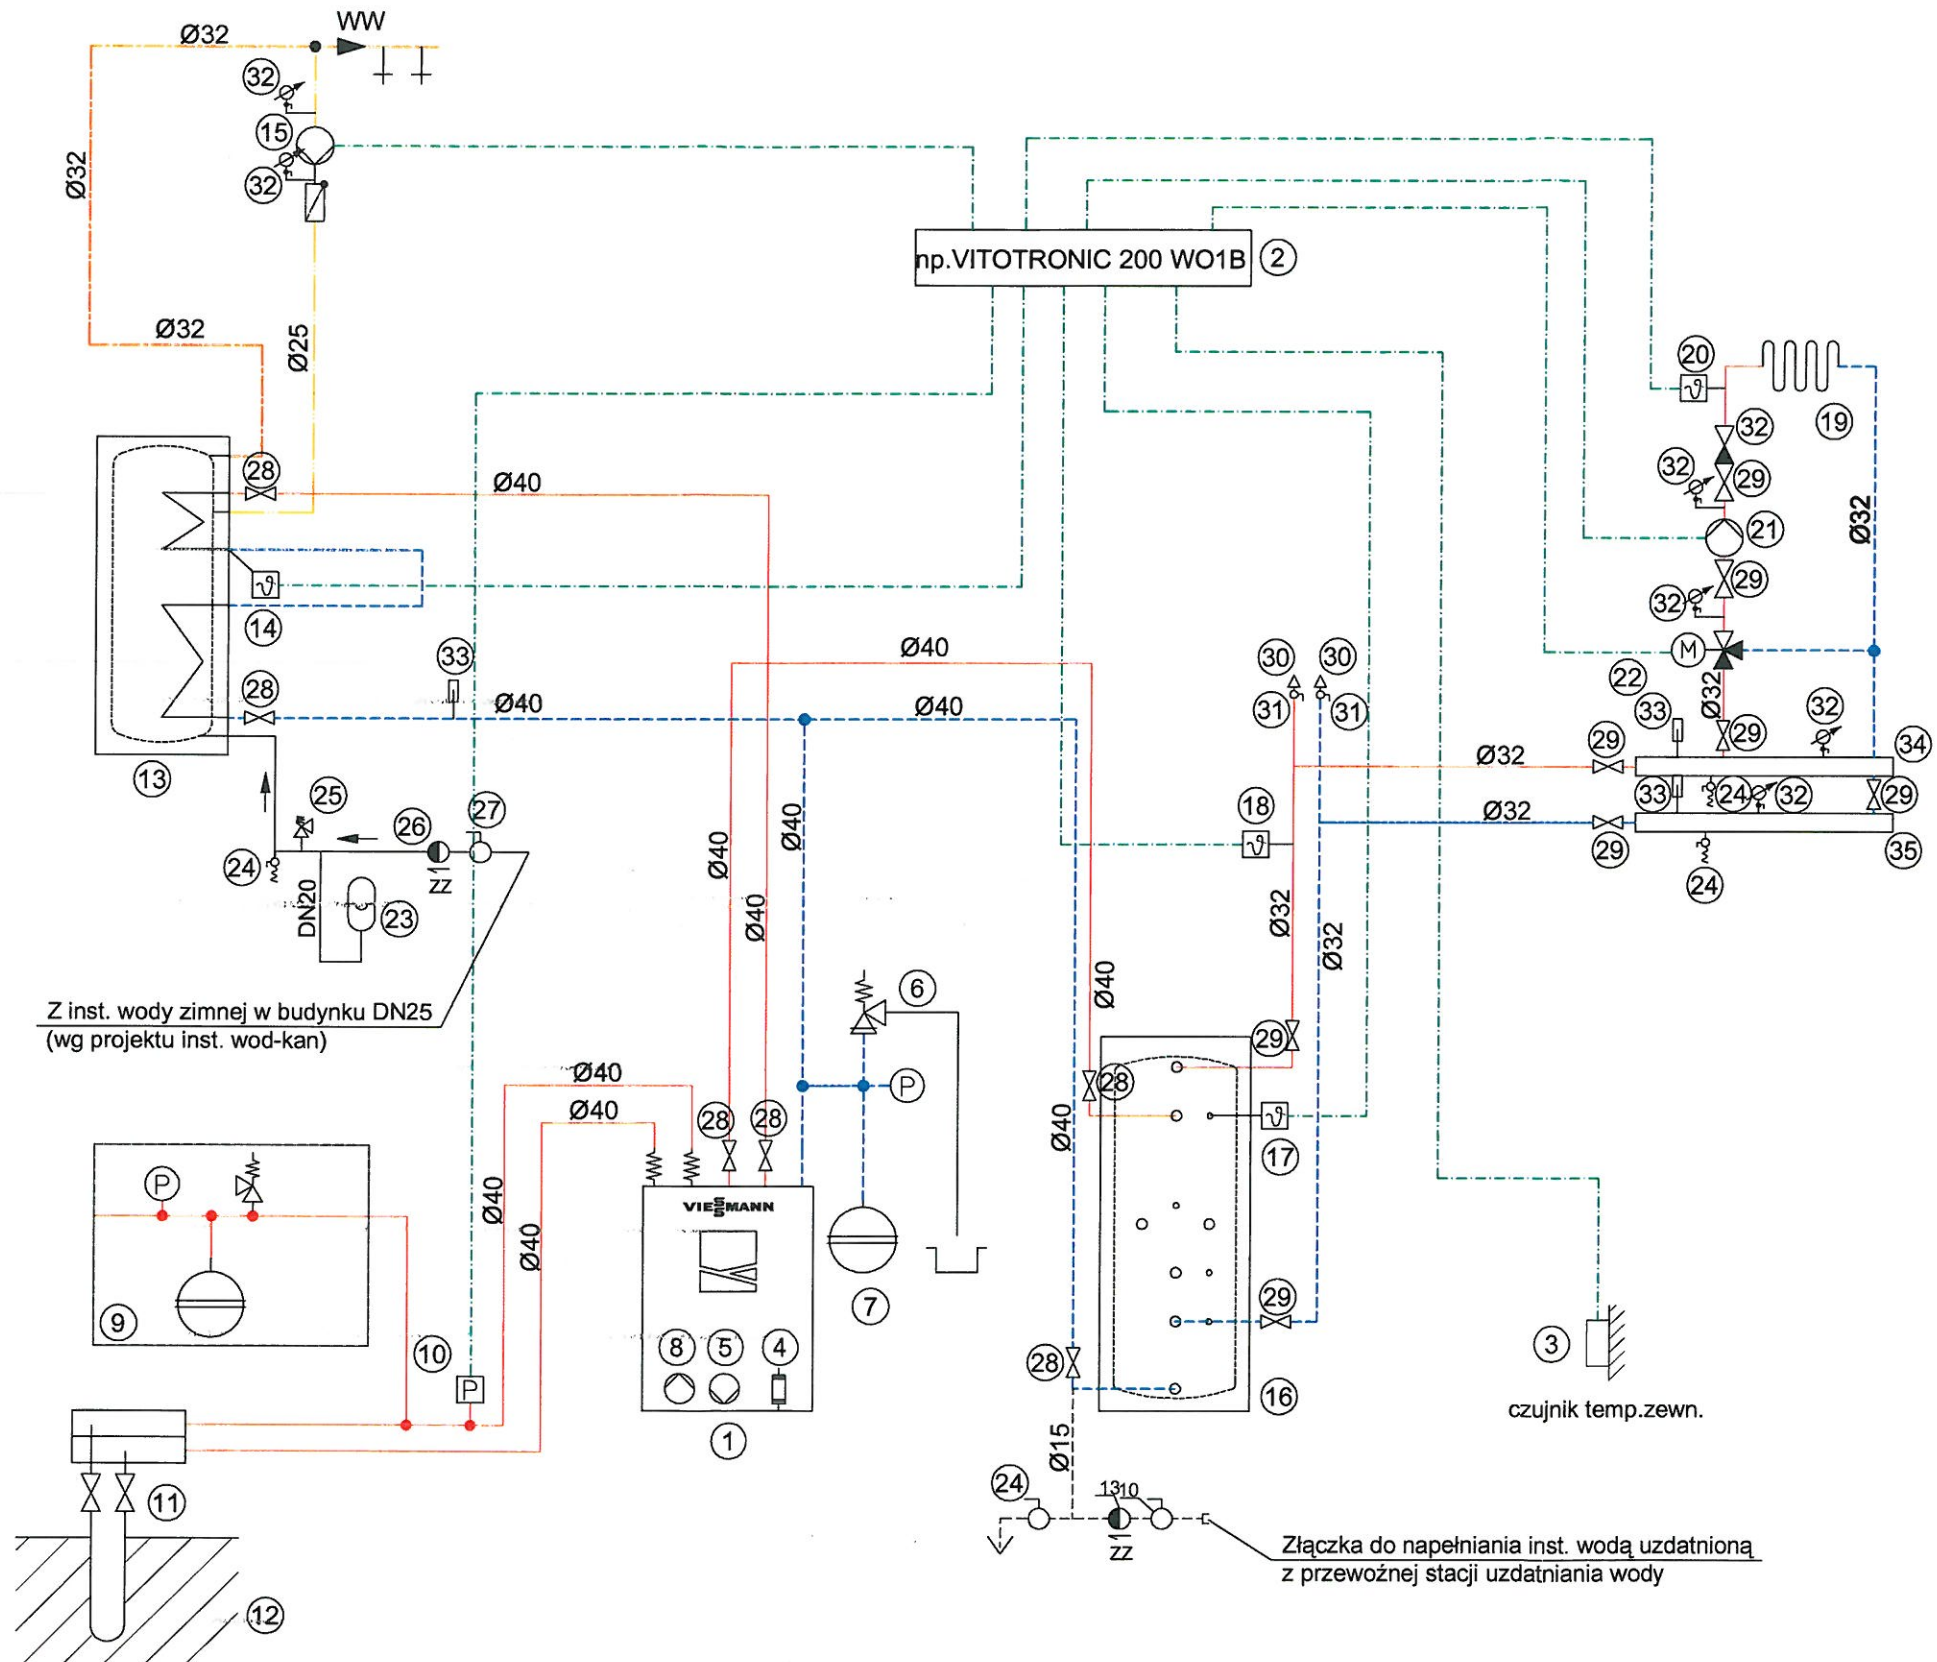 WW
Ø32
32
15
32
Ø32
Ø32
Ø25
np.VITOTRONIC 200 WO1B
2
20
19
32
32
29
21
Ø32
29
32
M
22
Ø32
33
29
32
34
29
Ø32
33
24
32
29
Ø32
29
35
24
28
Ø40
14
33
28
Ø40
Ø40
Ø40
13
30
30
31
31
18
25
26
27
24
ZZ
DN20
23
Ø40
Ø40
Ø40
Ø32
Ø32
Ø40
Z inst. wody zimnej w budynku DN25
(wg projektu inst. wod-kan)
6
P
Ø40
Ø40
28
28
29
28
Ø40
17
P
9
Ø40
Ø40
VIESSMANN
7
8
5
4
1
10
P
29
28
16
3
czujnik temp.zewn.
11
12
Ø15
24
13
10
ZZ
Złączka do napełniania inst. wodą uzdatnioną
z przewoźnej stacji uzdatniania wody